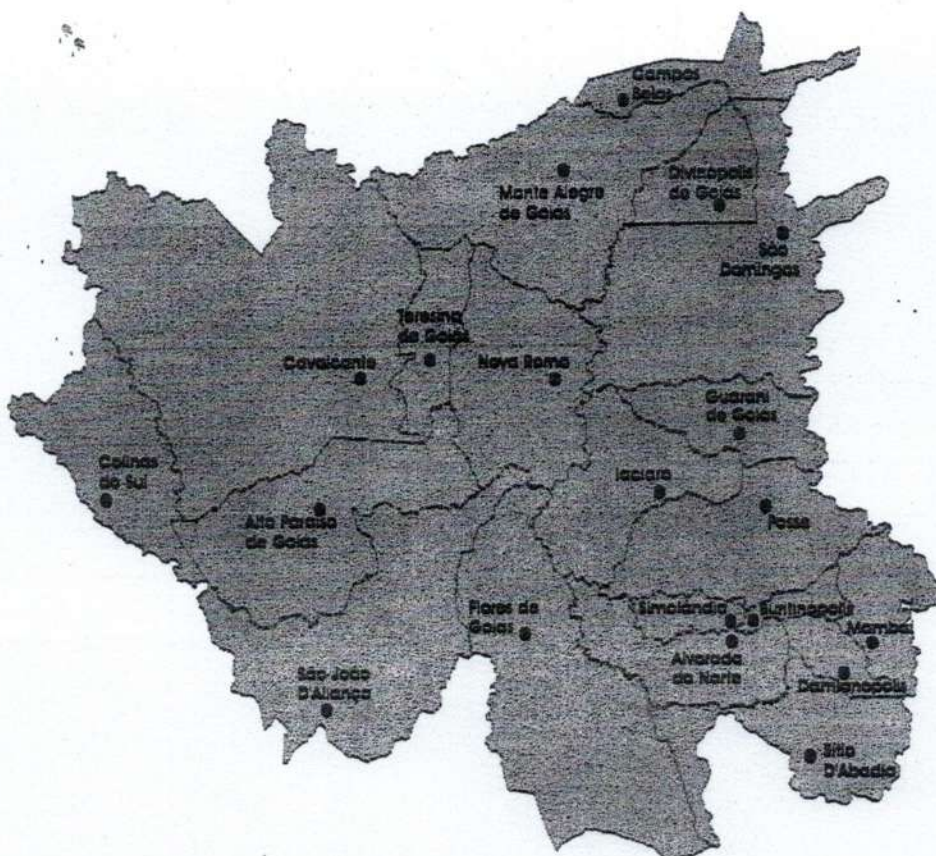 Campos
Belos
Monte Alegre
de Goiás
Divinópolis
de Goiás
São
Domingos
Teresina
de Goiás
Cavalcante
Nova Roma
Guarani
de Goiás
Colinas
do Sul
Iaciara
Alto Paraíso
de Goiás
Posse
Flores de
Goiás
Simolândia
Buritinópolis
Mambaí
Alvorada
do Norte
Damianópolis
São João
D'Aliança
Sítio
D'Abadia